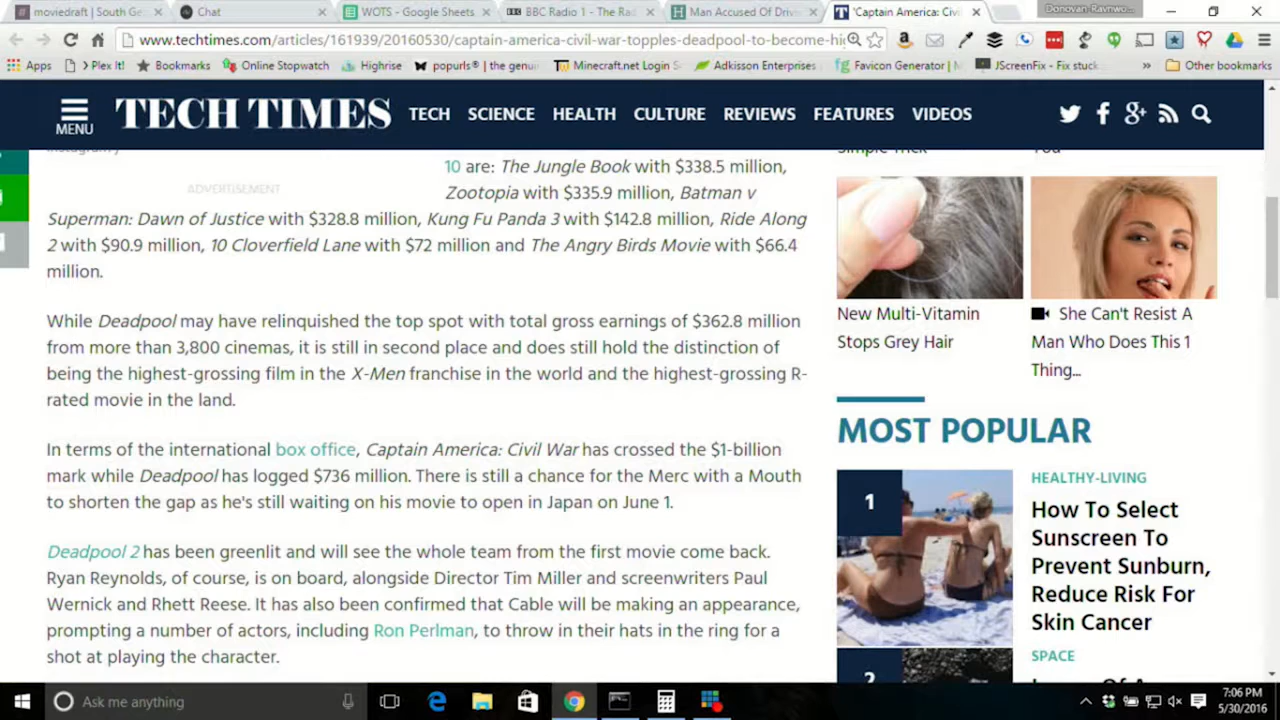 moviedraft | South Ge
Chat
WOTS - Google Sheets
BBC Radio 1 - The Ra
Man Accused Of Driv
'Captain America: Civ
www.techtimes.com/articles/161939/20160530/captain-america-civil-war-topples-deadpool-to-become-hi
Apps
> Plex It!
Bookmarks
Online Stopwatch
Highrise
popurls® | the genui
Minecraft.net Login S
Adkisson Enterprises
Favicon Generator |
JScreenFix - Fix stuck
»
Other bookmarks
MENU
TECH TIMES
TECH
SCIENCE
HEALTH
CULTURE
REVIEWS
FEATURES
VIDEOS
ADVERTISEMENT
10 are: The Jungle Book with $338.5 million,
Zootopia with $335.9 million, Batman v
Superman: Dawn of Justice with $328.8 million, Kung Fu Panda 3 with $142.8 million, Ride Along
2 with $90.9 million, 10 Cloverfield Lane with $72 million and The Angry Birds Movie with $66.4
million.
While Deadpool may have relinquished the top spot with total gross earnings of $362.8 million
from more than 3,800 cinemas, it is still in second place and does still hold the distinction of
being the highest-grossing film in the X-Men franchise in the world and the highest-grossing R-
rated movie in the land.
In terms of the international box office, Captain America: Civil War has crossed the $1-billion
mark while Deadpool has logged $736 million. There is still a chance for the Merc with a Mouth
to shorten the gap as he's still waiting on his movie to open in Japan on June 1.
Deadpool 2 has been greenlit and will see the whole team from the first movie come back.
Ryan Reynolds, of course, is on board, alongside Director Tim Miller and screenwriters Paul
Wernick and Rhett Reese. It has also been confirmed that Cable will be making an appearance,
prompting a number of actors, including Ron Perlman, to throw in their hats in the ring for a
shot at playing the character.
New Multi-Vitamin
Stops Grey Hair
She Can't Resist A
Man Who Does This 1
Thing...
MOST POPULAR
1
HEALTHY-LIVING
How To Select
Sunscreen To
Prevent Sunburn,
Reduce Risk For
Skin Cancer
2
SPACE
Ask me anything
7:06 PM
5/30/2016